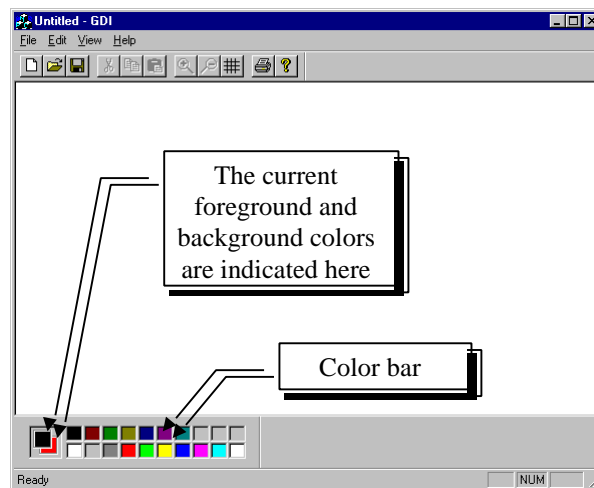 Untitled - GDI
File Edit View Help
The current
foreground and
background colors
are indicated here
Color bar
Ready NUM